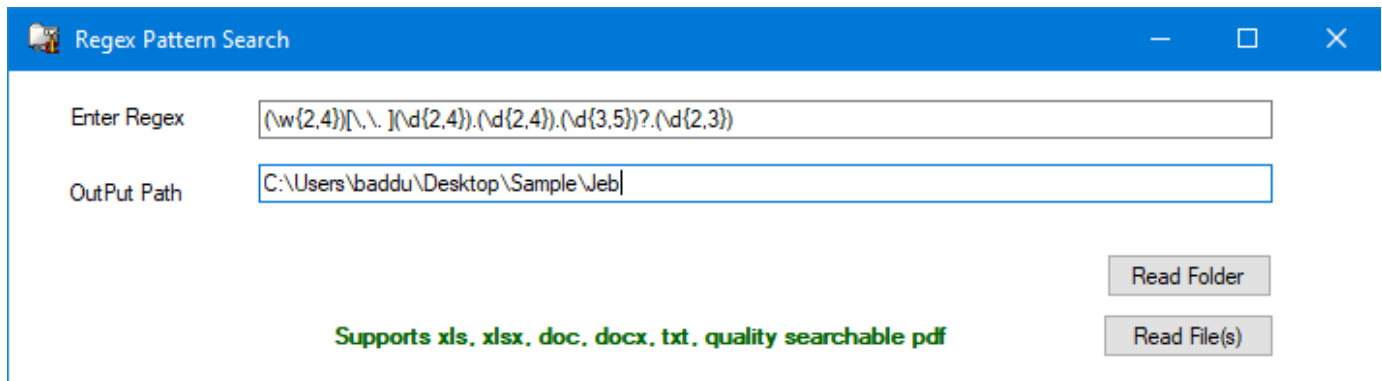 Regex Pattern Search
Enter Regex (\w{2,4})[\,\. ](\d{2,4}).(\d{2,4}).(\d{3,5})?.(\d{2,3})
OutPut Path C:\Users\baddu\Desktop\Sample\Jeb
Read Folder
Supports xls, xlsx, doc, docx, txt, quality searchable pdf Read File(s)